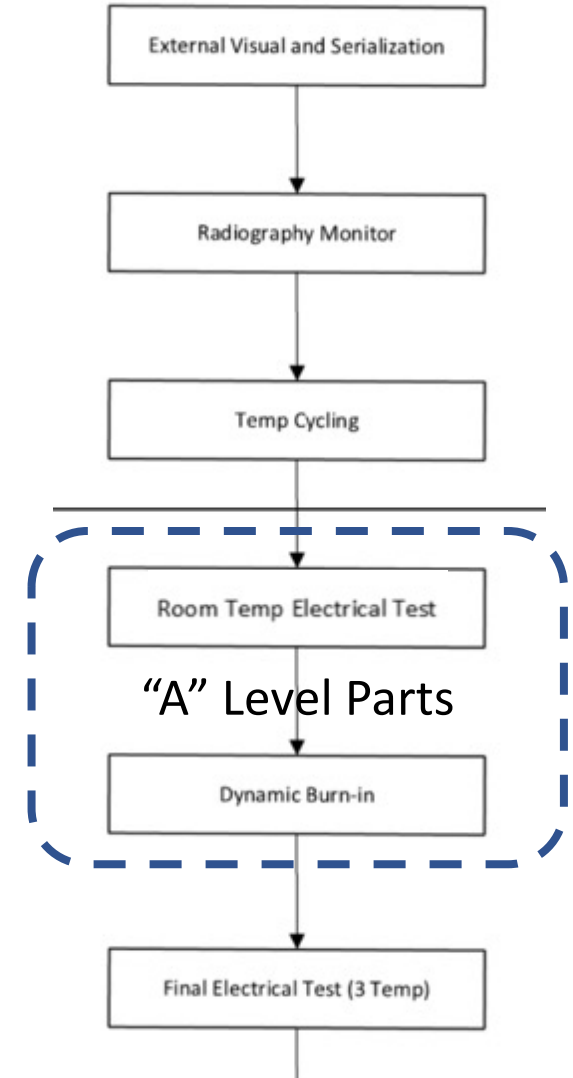 External Visual and Serialization
Radiography Monitor
Temp Cycling
Room Temp Electrical Test
“A” Level Parts
Dynamic Burn-in
Final Electrical Test (3 Temp)